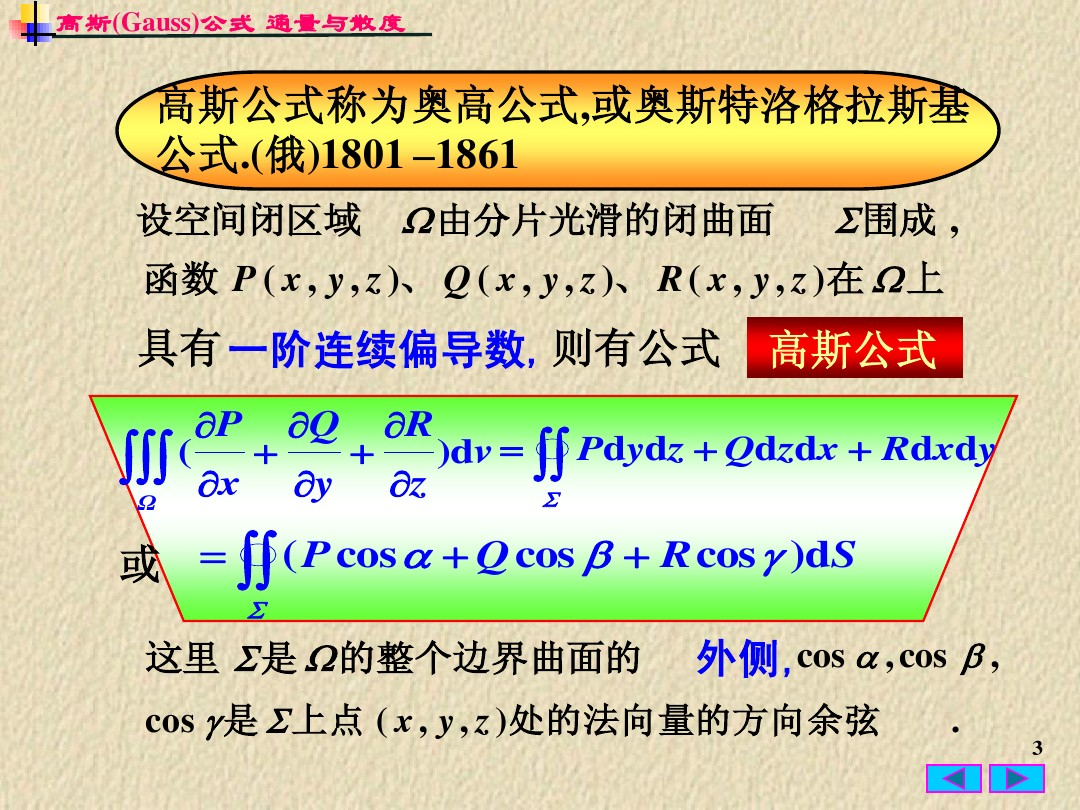 高斯(Gauss)公式 通量与散度
高斯公式称为奥高公式,或奥斯特洛格拉斯基
公式.(俄)1801 –1861
设空间闭区域 Ω由分片光滑的闭曲面 Σ围成 ,
函数 P ( x , y , z )、 Q ( x , y , z )、 R ( x , y , z )在 Ω上
具有 一阶连续偏导数, 则有公式 高斯公式
∭Ω (∂P/∂x + ∂Q/∂y + ∂R/∂z)dv = ∯Σ Pdydz + Qdzdx + Rdxdy
或 = ∯Σ (P cos α + Q cos β + R cos γ )dS
这里 Σ是 Ω的整个边界曲面的 外侧,cos α ,cos β ,
cos γ是 Σ上点 ( x , y , z )处的法向量的方向余弦 .
3